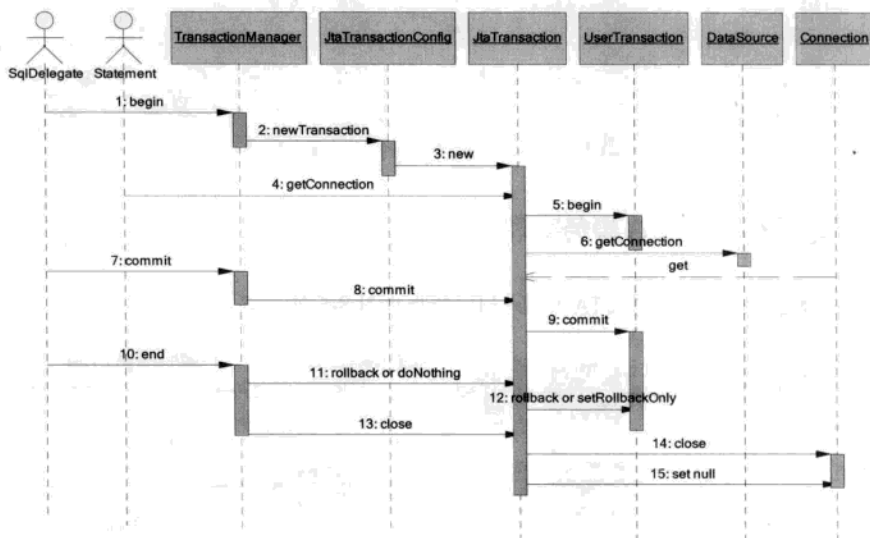 TransactionManager
JtaTransactionConfig
JtaTransaction
UserTransaction
DataSource
Connection
SqlDelegate
Statement
1: begin
2: newTransaction
3: new
4: getConnection
5: begin
6: getConnection
7: commit
get
8: commit
9: commit
10: end
11: rollback or doNothing
12: rollback or setRollbackOnly
13: close
14: close
15: set null